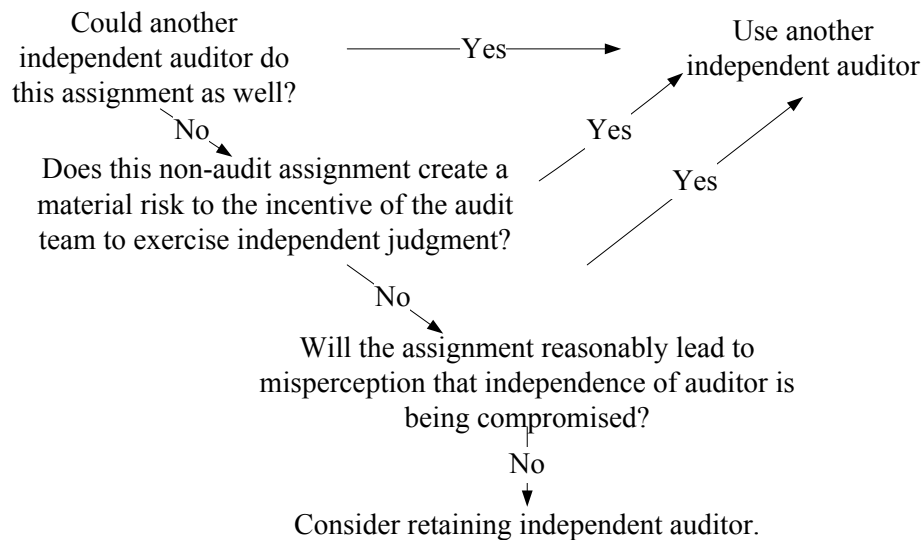 Could another
independent auditor do
this assignment as well?
Yes
Use another
independent auditor
No
Yes
Does this non-audit assignment create a
material risk to the incentive of the audit
team to exercise independent judgment?
Yes
No
Will the assignment reasonably lead to
misperception that independence of auditor is
being compromised?
No
Consider retaining independent auditor.